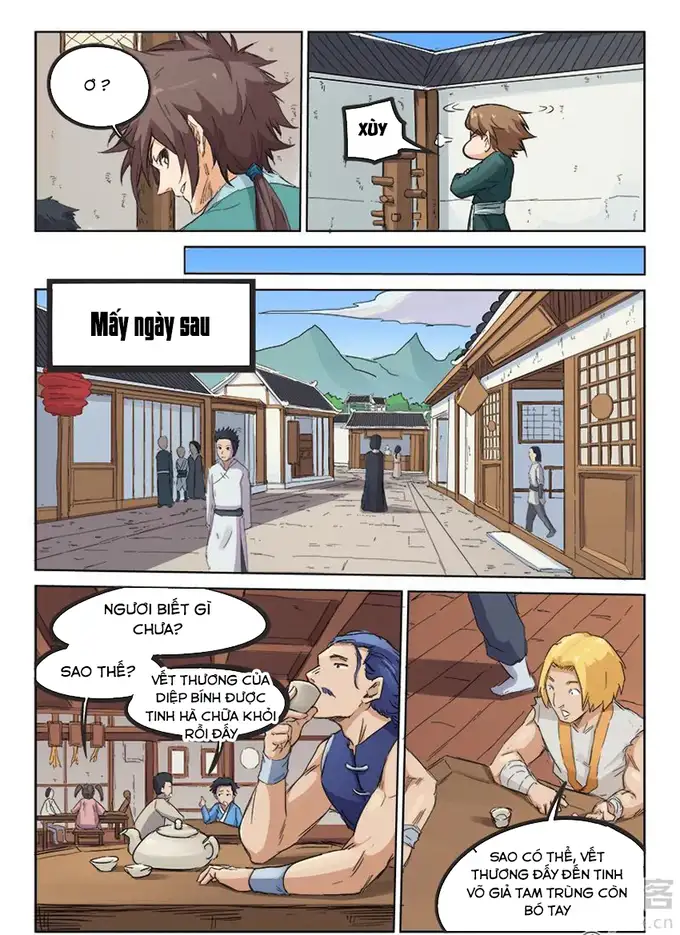 Ơ ?
XÙY
Mấy ngày sau
NGƯƠI BIẾT GÌ
CHƯA?
SAO THẾ?
VẾT THƯƠNG CỦA
DIỆP BÍNH ĐƯỢC
TINH HÀ CHỮA KHỎI
RỒI ĐẤY
SAO CÓ THỂ, VẾT
THƯƠNG ĐẤY ĐẾN TINH
VÕ GIẢ TAM TRÙNG CÒN
BÓ TAY
客